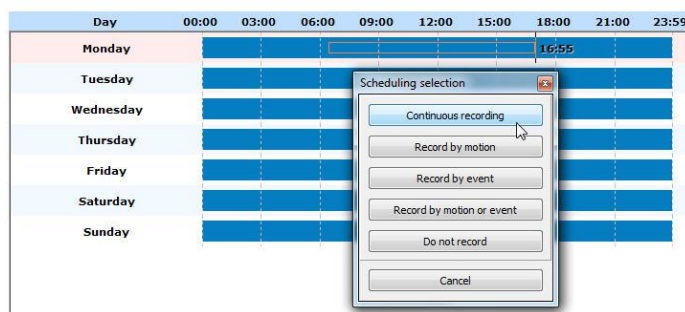 Day 00:00 03:00 06:00 09:00 12:00 15:00 18:00 21:00 23:59
Monday 16:55
Tuesday
Scheduling selection
Continuous recording
Wednesday
Thursday
Record by motion
Friday
Record by event
Saturday
Record by motion or event
Sunday
Do not record
Cancel